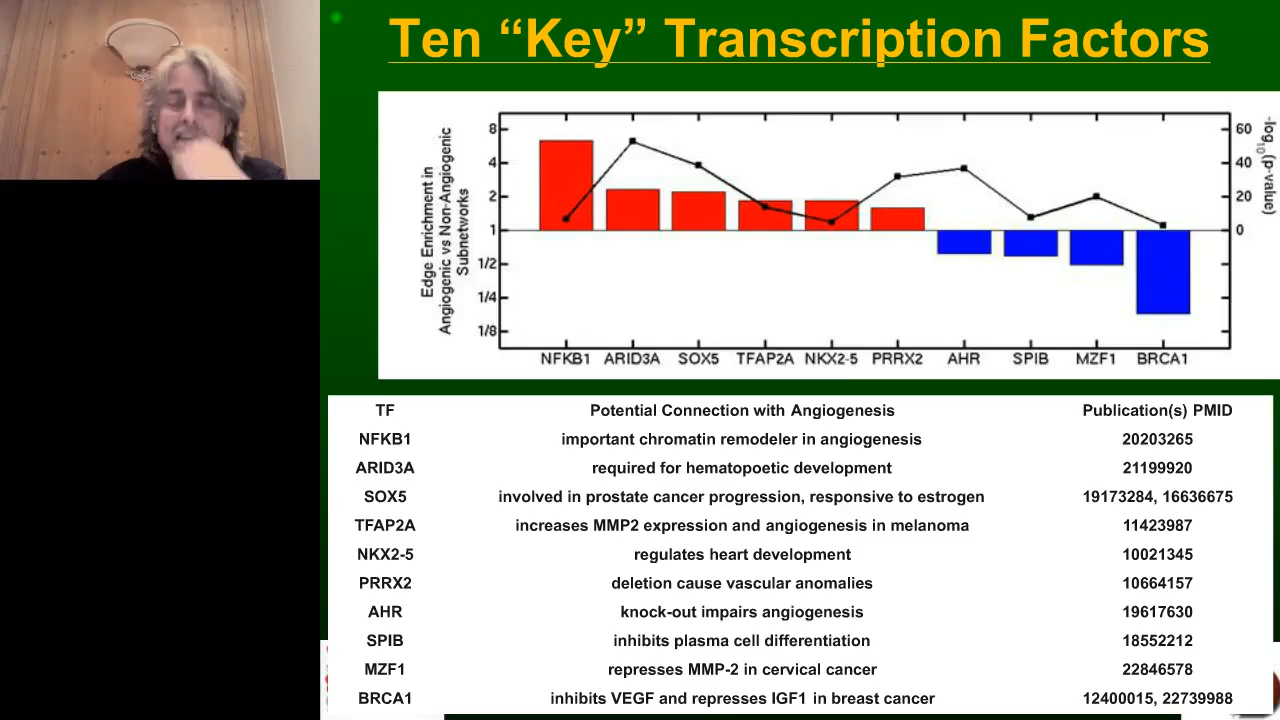 Ten “Key” Transcription Factors
Edge Enrichment in
Angiogenic vs Non-Angiogenic
Subnetworks
8
4
2
1
1/2
1/4
1/8
60
40
20
0
-log10(p-value)
NFKB1 ARID3A SOX5 TFAP2A NKX2-5 PRRX2 AHR SPIB MZF1 BRCA1
TF Potential Connection with Angiogenesis Publication(s) PMID
NFKB1 important chromatin remodeler in angiogenesis 20203265
ARID3A required for hematopoetic development 21199920
SOX5 involved in prostate cancer progression, responsive to estrogen 19173284, 16636675
TFAP2A increases MMP2 expression and angiogenesis in melanoma 11423987
NKX2-5 regulates heart development 10021345
PRRX2 deletion cause vascular anomalies 10664157
AHR knock-out impairs angiogenesis 19617630
SPIB inhibits plasma cell differentiation 18552212
MZF1 represses MMP-2 in cervical cancer 22846578
BRCA1 inhibits VEGF and represses IGF1 in breast cancer 12400015, 22739988